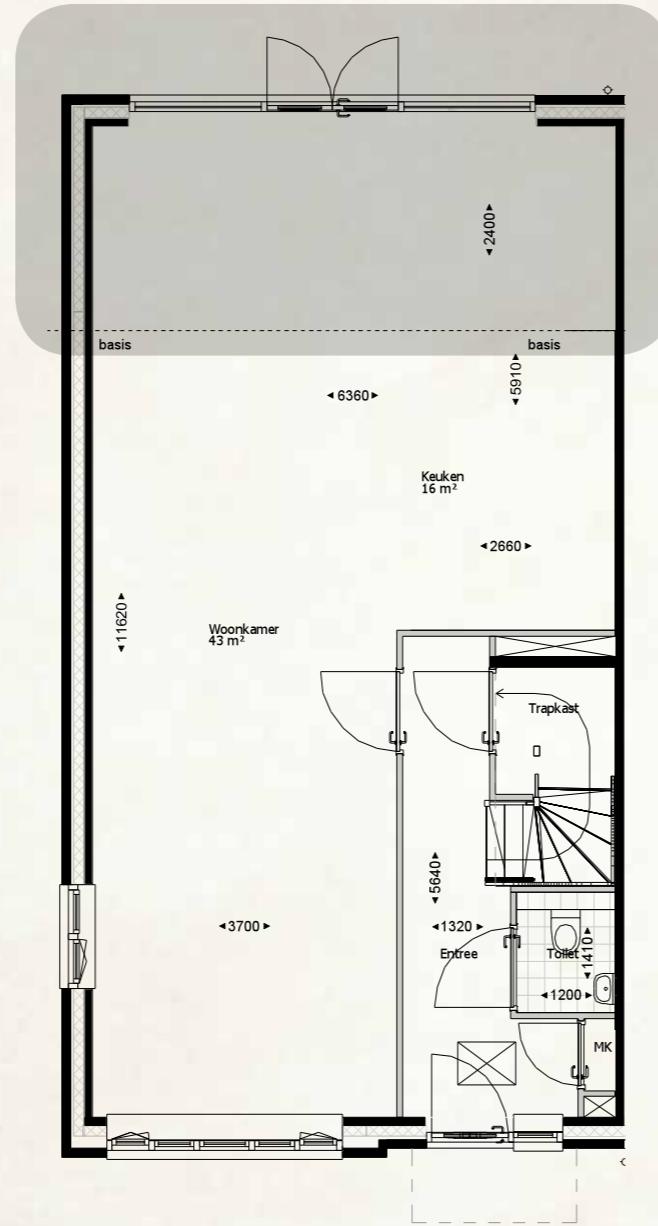 2400
basis
basis
5910
6360
Keuken
16 m²
2660
11620
Woonkamer
43 m²
Trapkast
5640
3700
1320
1410
Entree
Toilet
1200
MK